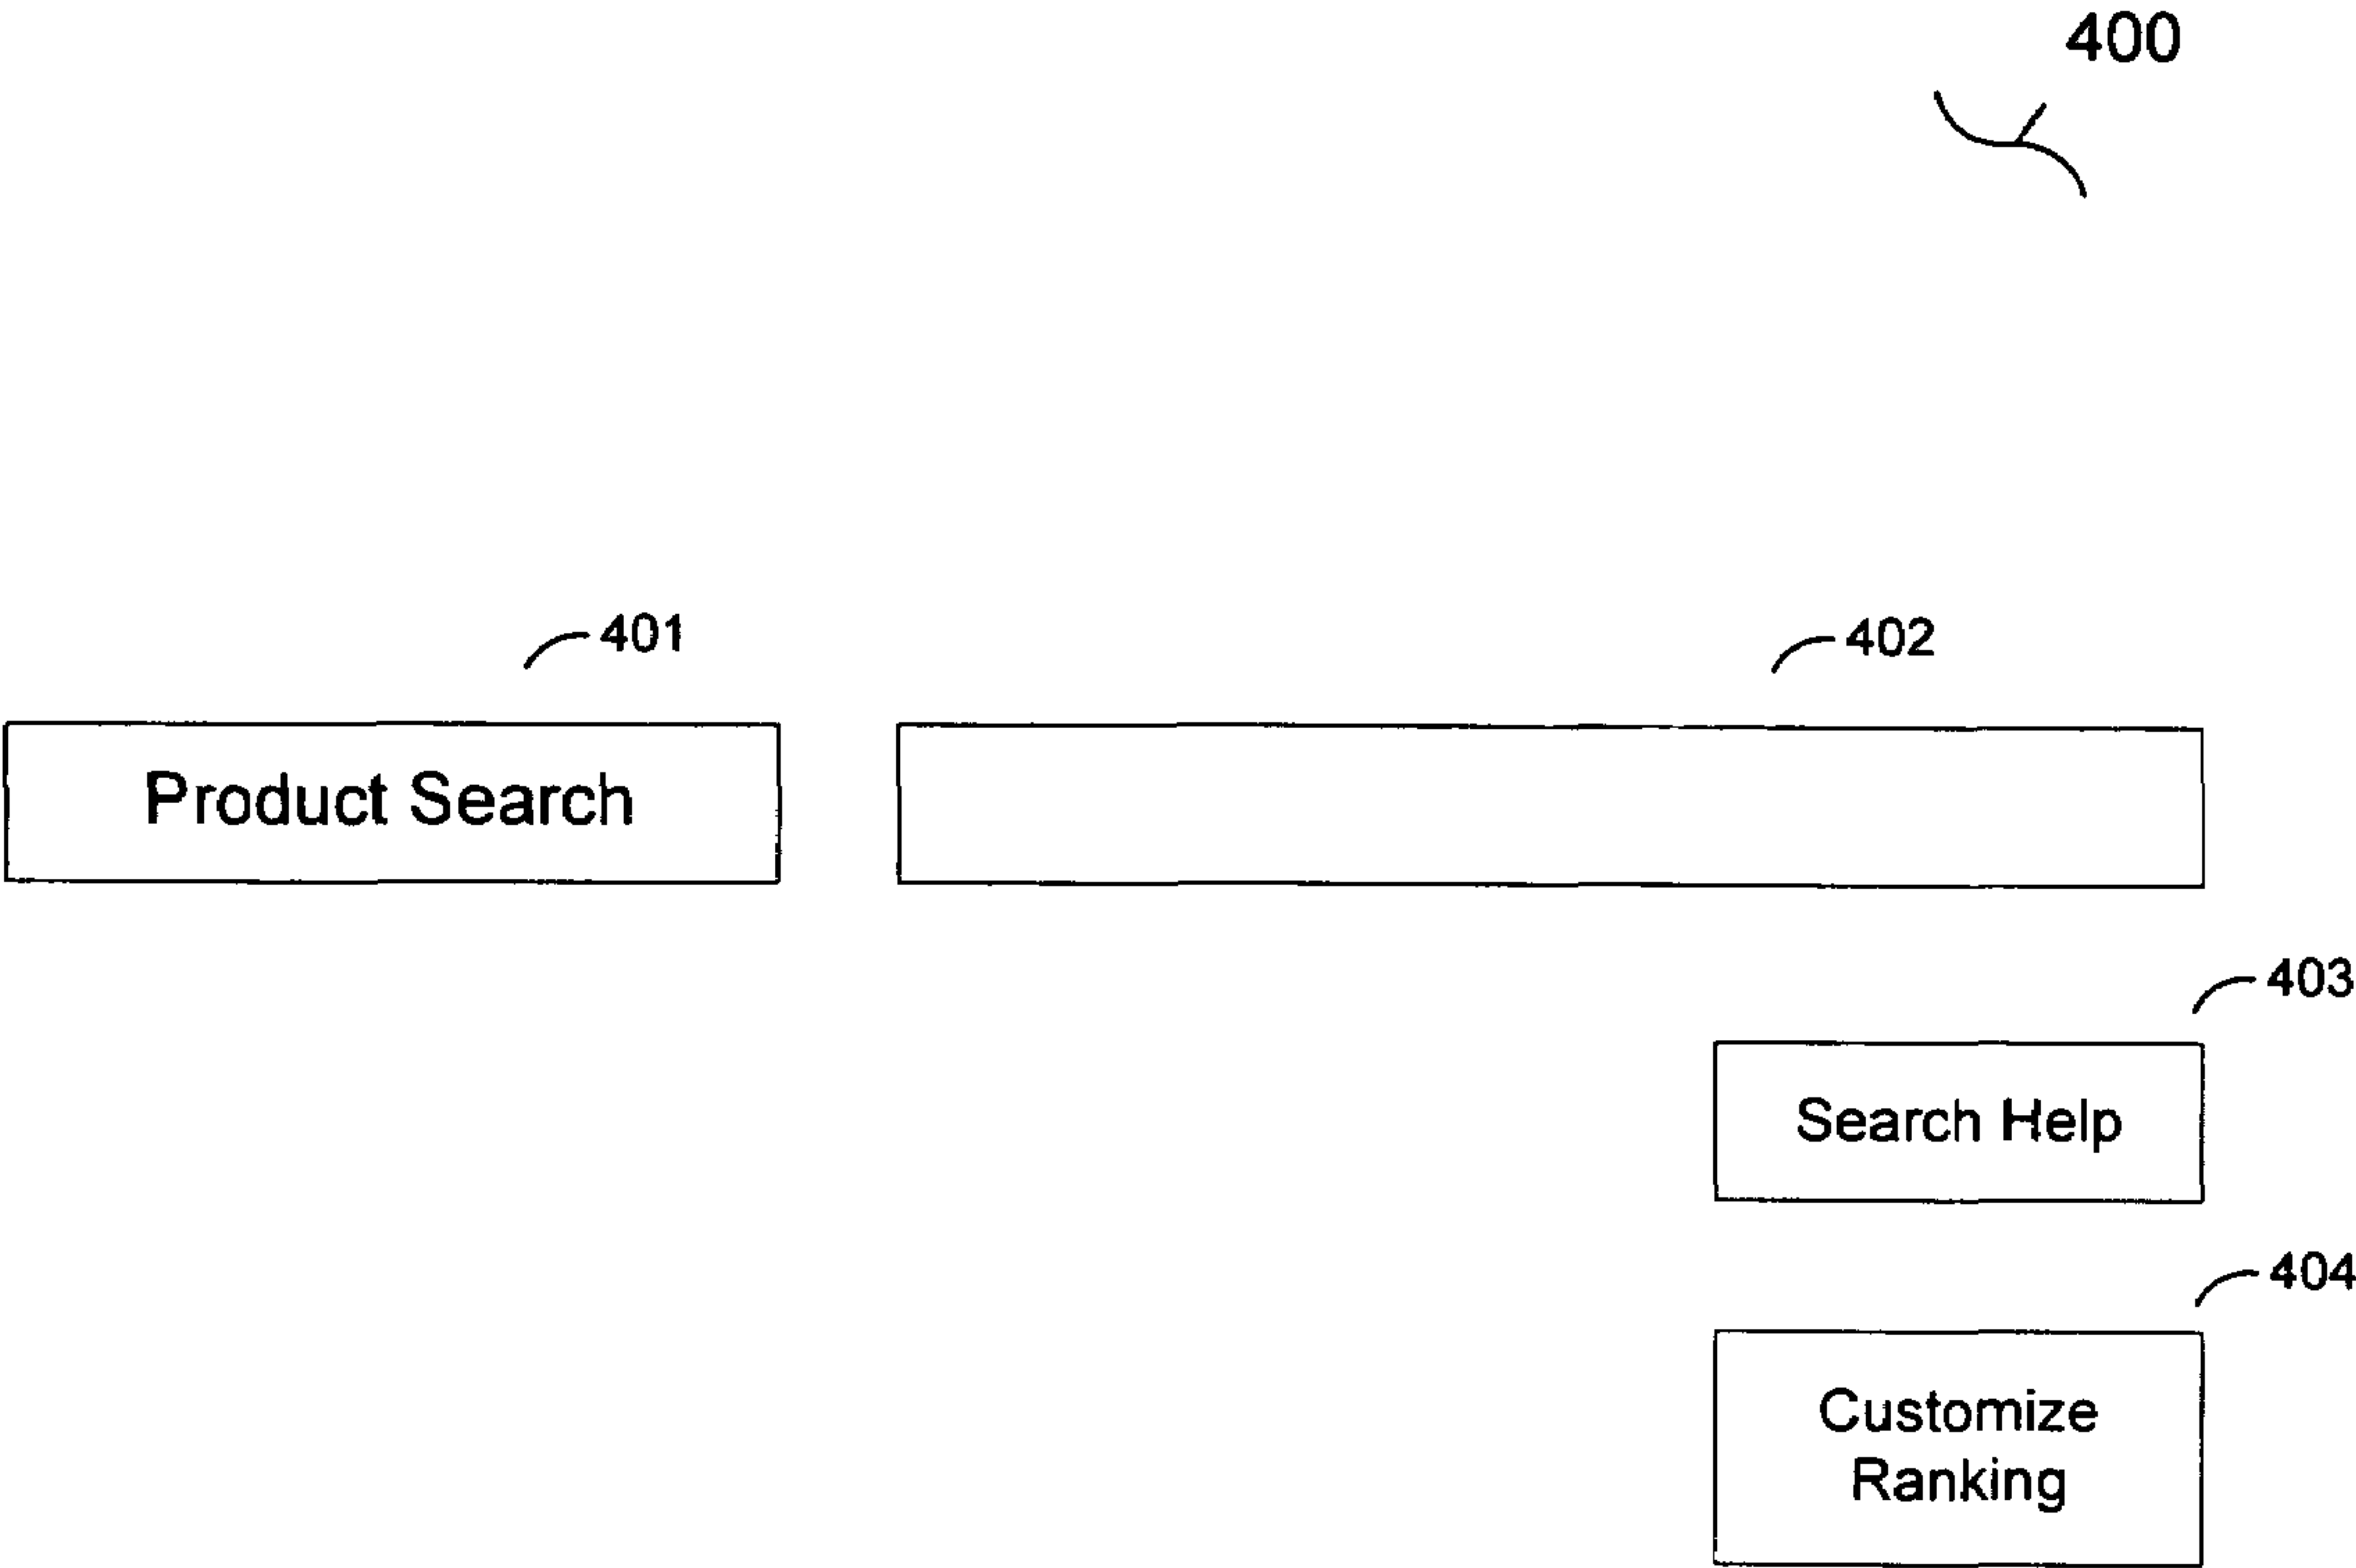 400
401
402
Product Search
403
Search Help
404
Customize
Ranking